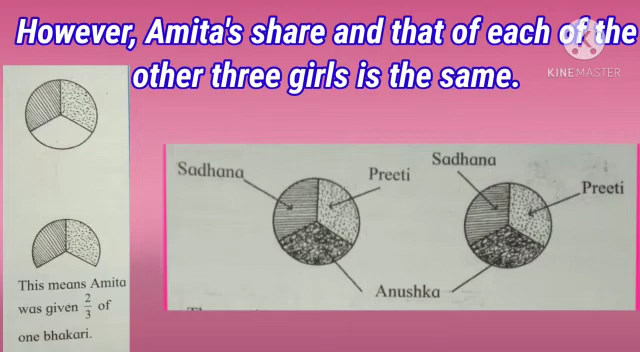 However, Amita's share and that of each of the
other three girls is the same.
KINEMASTER
Sadhana
Preeti
Sadhana
Preeti
Anushka
This means Amita
was given 2/3 of
one bhakari.